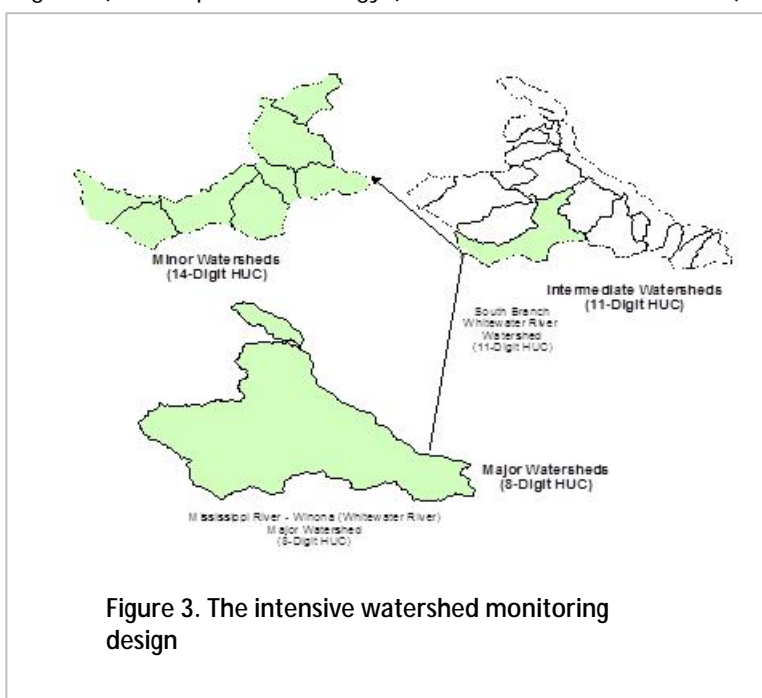 Minor Watersheds
(14-Digit HUC)
Intermediate Watersheds
(11-Digit HUC)
South Branch
Whitewater River
Watershed
(11-Digit HUC)
Major Watersheds
(8-Digit HUC)
Mississippi River - Winona (Whitewater River)
Major Watershed
(8-Digit HUC)
Figure 3. The intensive watershed monitoring
design